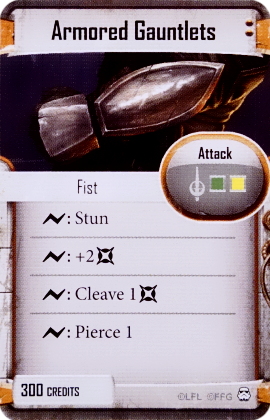 Armored Gauntlets
Attack
Fist
: Stun
: +2
: Cleave 1
: Pierce 1
300 CREDITS
©LFL ©FFG